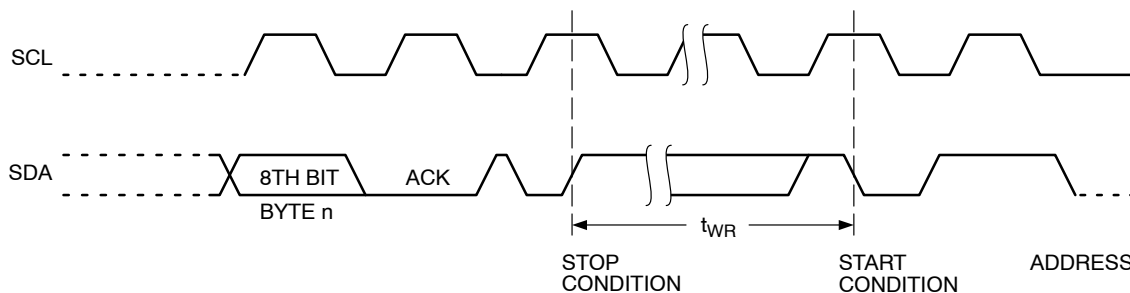 SCL
SDA
8TH BIT
ACK
BYTE n
tWR
STOP
CONDITION
START
CONDITION
ADDRESS